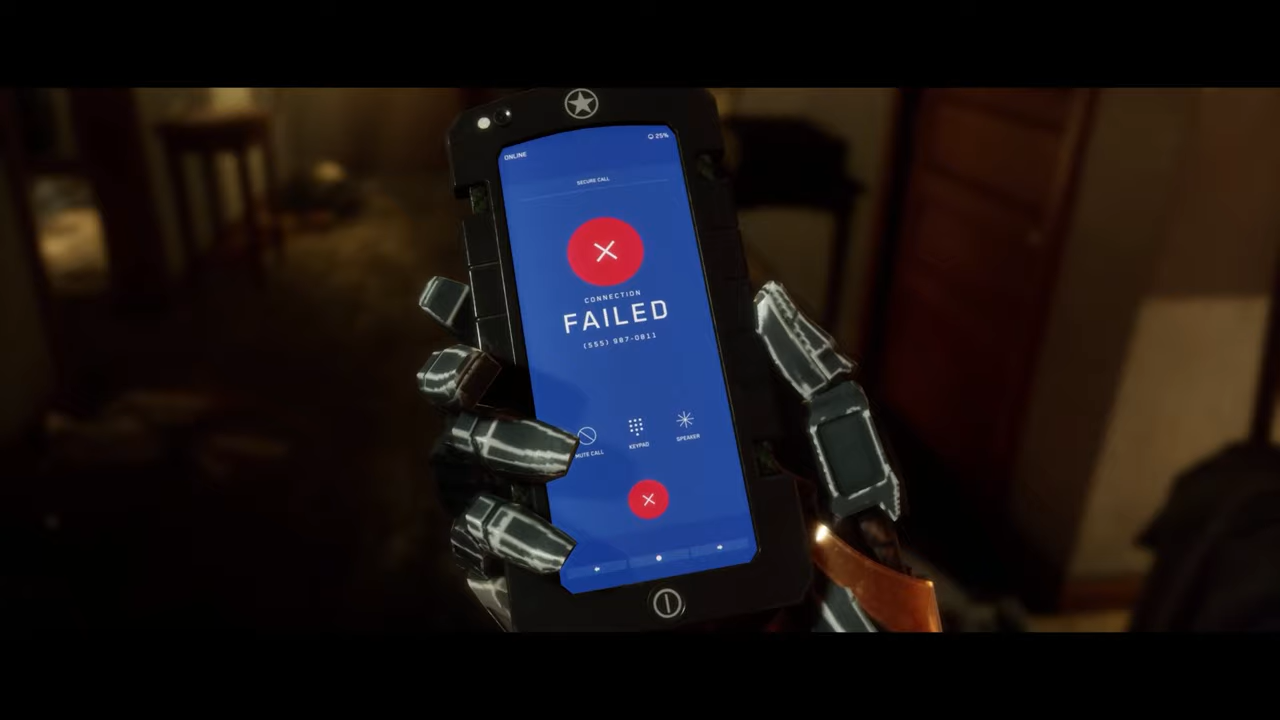 ONLINE
25%
SECURE CALL
CONNECTION
FAILED
(555) 987-0811
MUTE CALL
KEYPAD
SPEAKER